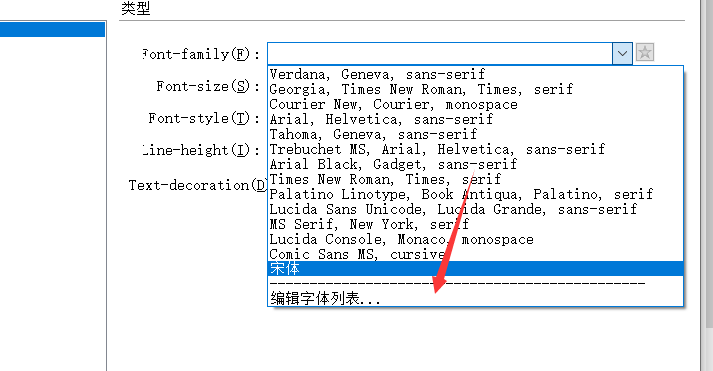 类型
Font-family(F):
Verdana, Geneva, sans-serif
Georgia, Times New Roman, Times, serif
Font-size(S):
Courier New, Courier, monospace
Font-style(T):
Arial, Helvetica, sans-serif
Tahoma, Geneva, sans-serif
Line-height(I):
Trebuchet MS, Arial, Helvetica, sans-serif
Arial Black, Gadget, sans-serif
Text-decoration(D
Times New Roman, Times, serif
Palatino Linotype, Book Antiqua, Palatino, serif
Lucida Sans Unicode, Lucida Grande, sans-serif
MS Serif, New York, serif
Lucida Console, Monaco, monospace
Comic Sans MS, cursive
宋体
编辑字体列表...